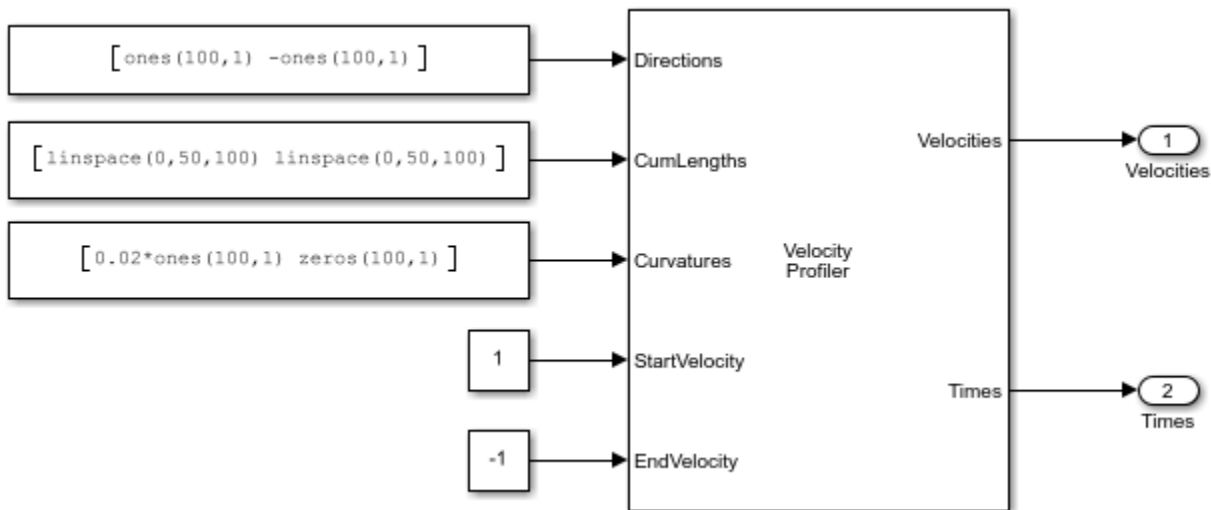 [ones(100,1) -ones(100,1)]
Directions
[linspace(0,50,100) linspace(0,50,100)]
CumLengths
[0.02*ones(100,1) zeros(100,1)]
Curvatures
1
StartVelocity
-1
EndVelocity
Velocity
Profiler
Velocities
1
Velocities
Times
2
Times